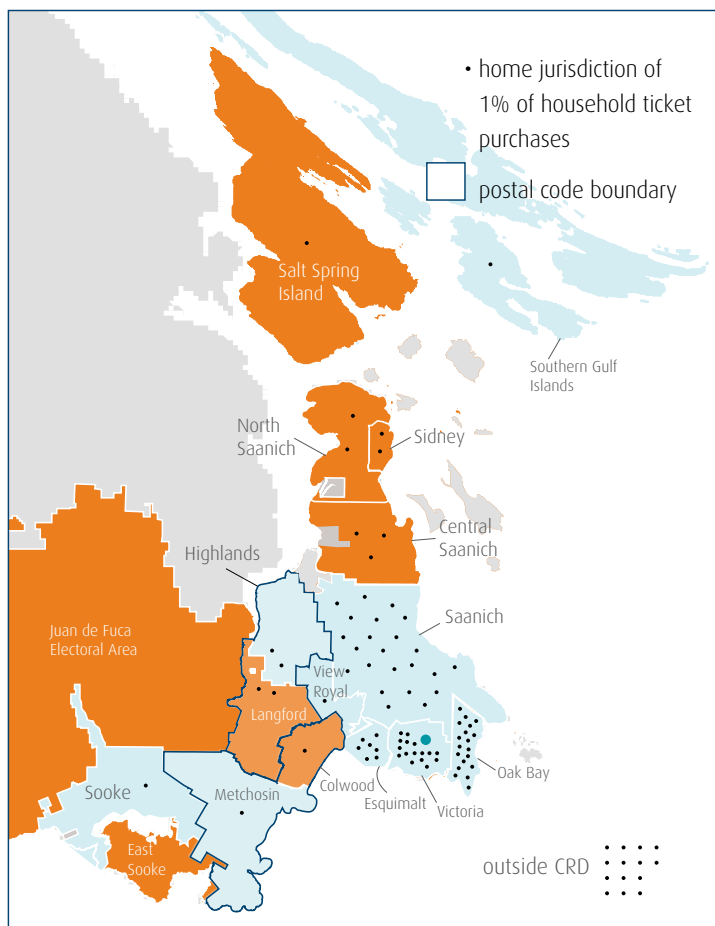 • home jurisdiction of
1% of household ticket
purchases
postal code boundary
Salt Spring
Island
Southern Gulf
Islands
North
Saanich
Sidney
Central
Saanich
Highlands
Saanich
Juan de Fuca
Electoral Area
View
Royal
Langford
Colwood
Oak Bay
Esquimalt
Victoria
Sooke
Metchosin
East
Sooke
outside CRD